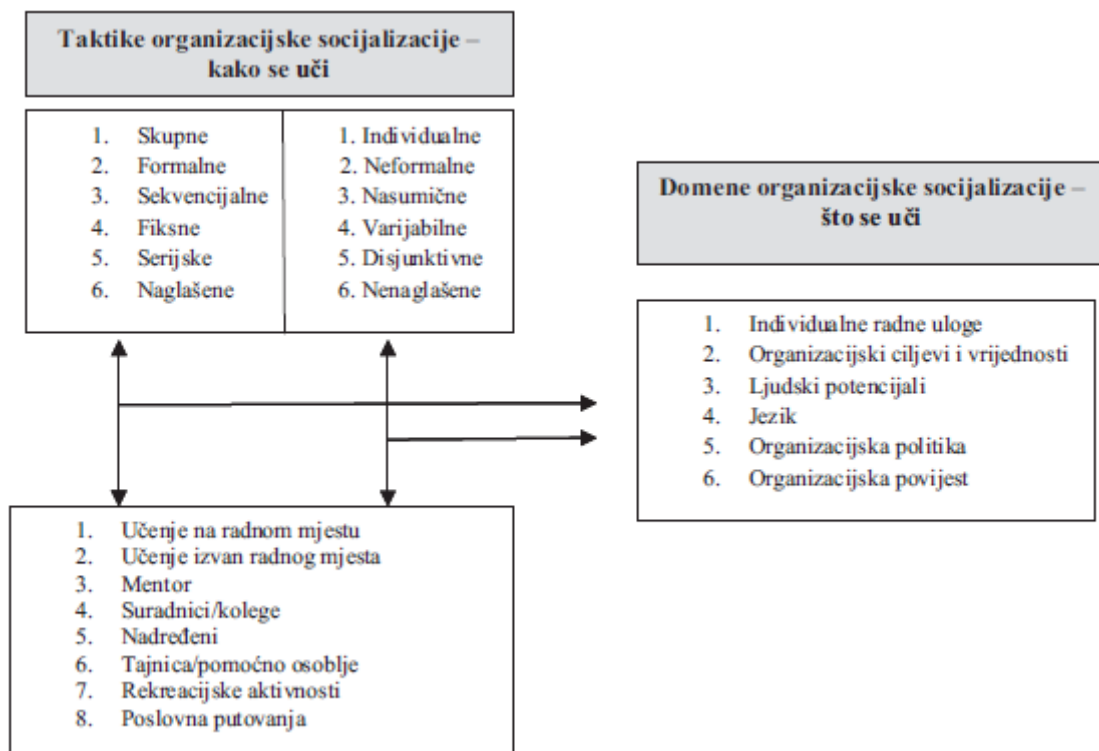 Taktike organizacijske socijalizacije –
kako se uči
1. Skupne
2. Formalne
3. Sekvencijalne
4. Fiksne
5. Serijske
6. Naglašene
1. Individualne
2. Neformalne
3. Nasumične
4. Varijabilne
5. Disjunktivne
6. Nenaglašene
Domene organizacijske socijalizacije –
što se uči
1. Individualne radne uloge
2. Organizacijski ciljevi i vrijednosti
3. Ljudski potencijali
4. Jezik
5. Organizacijska politika
6. Organizacijska povijest
1. Učenje na radnom mjestu
2. Učenje izvan radnog mjesta
3. Mentor
4. Suradnici/kolege
5. Nadređeni
6. Tajnica/pomoćno osoblje
7. Rekreacijske aktivnosti
8. Poslovna putovanja